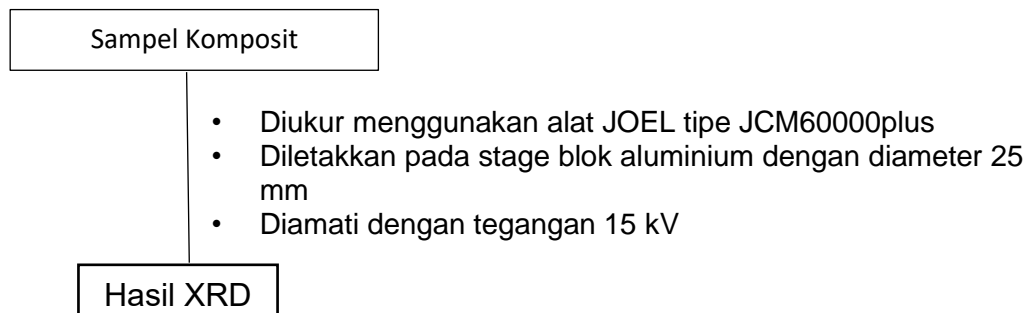 Sampel Komposit
• Diukur menggunakan alat JOEL tipe JCM60000plus
• Diletakkan pada stage blok aluminium dengan diameter 25
mm
• Diamati dengan tegangan 15 kV
Hasil XRD